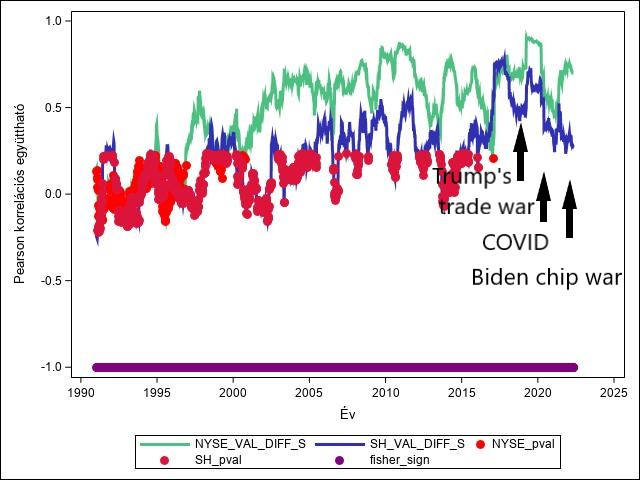 1.0
0.5
0.0
-0.5
-1.0
Pearson korrelációs együttható
Trump's
trade war
COVID
Biden chip war
1990 1995 2000 2005 2010 2015 2020 2025
Év
NYSE_VAL_DIFF_S SH_VAL_DIFF_S NYSE_pval
SH_pval fisher_sign